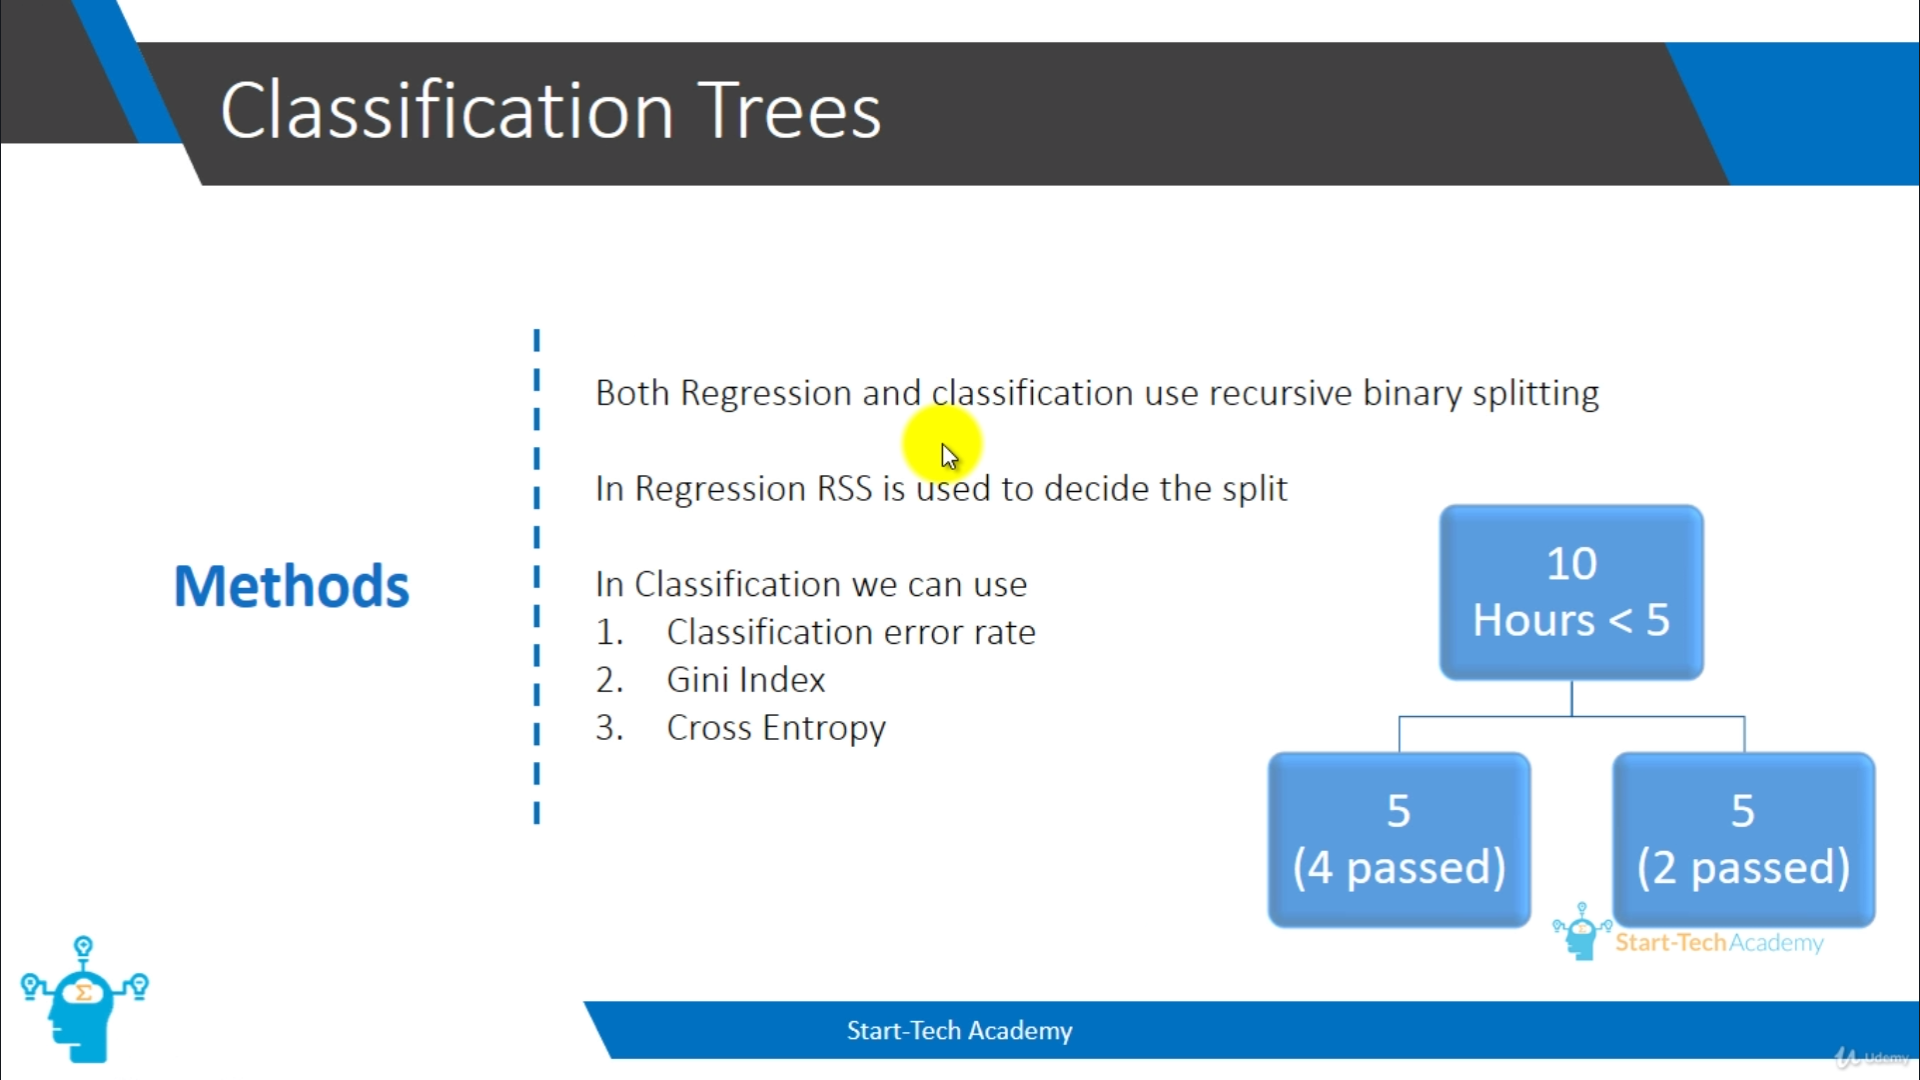 Classification Trees
Methods
Both Regression and classification use recursive binary splitting
In Regression RSS is used to decide the split
In Classification we can use
1. Classification error rate
2. Gini Index
3. Cross Entropy
10
Hours < 5
5
(4 passed)
5
(2 passed)
Σ
Start-Tech Academy
Start-Tech Academy
Udemy